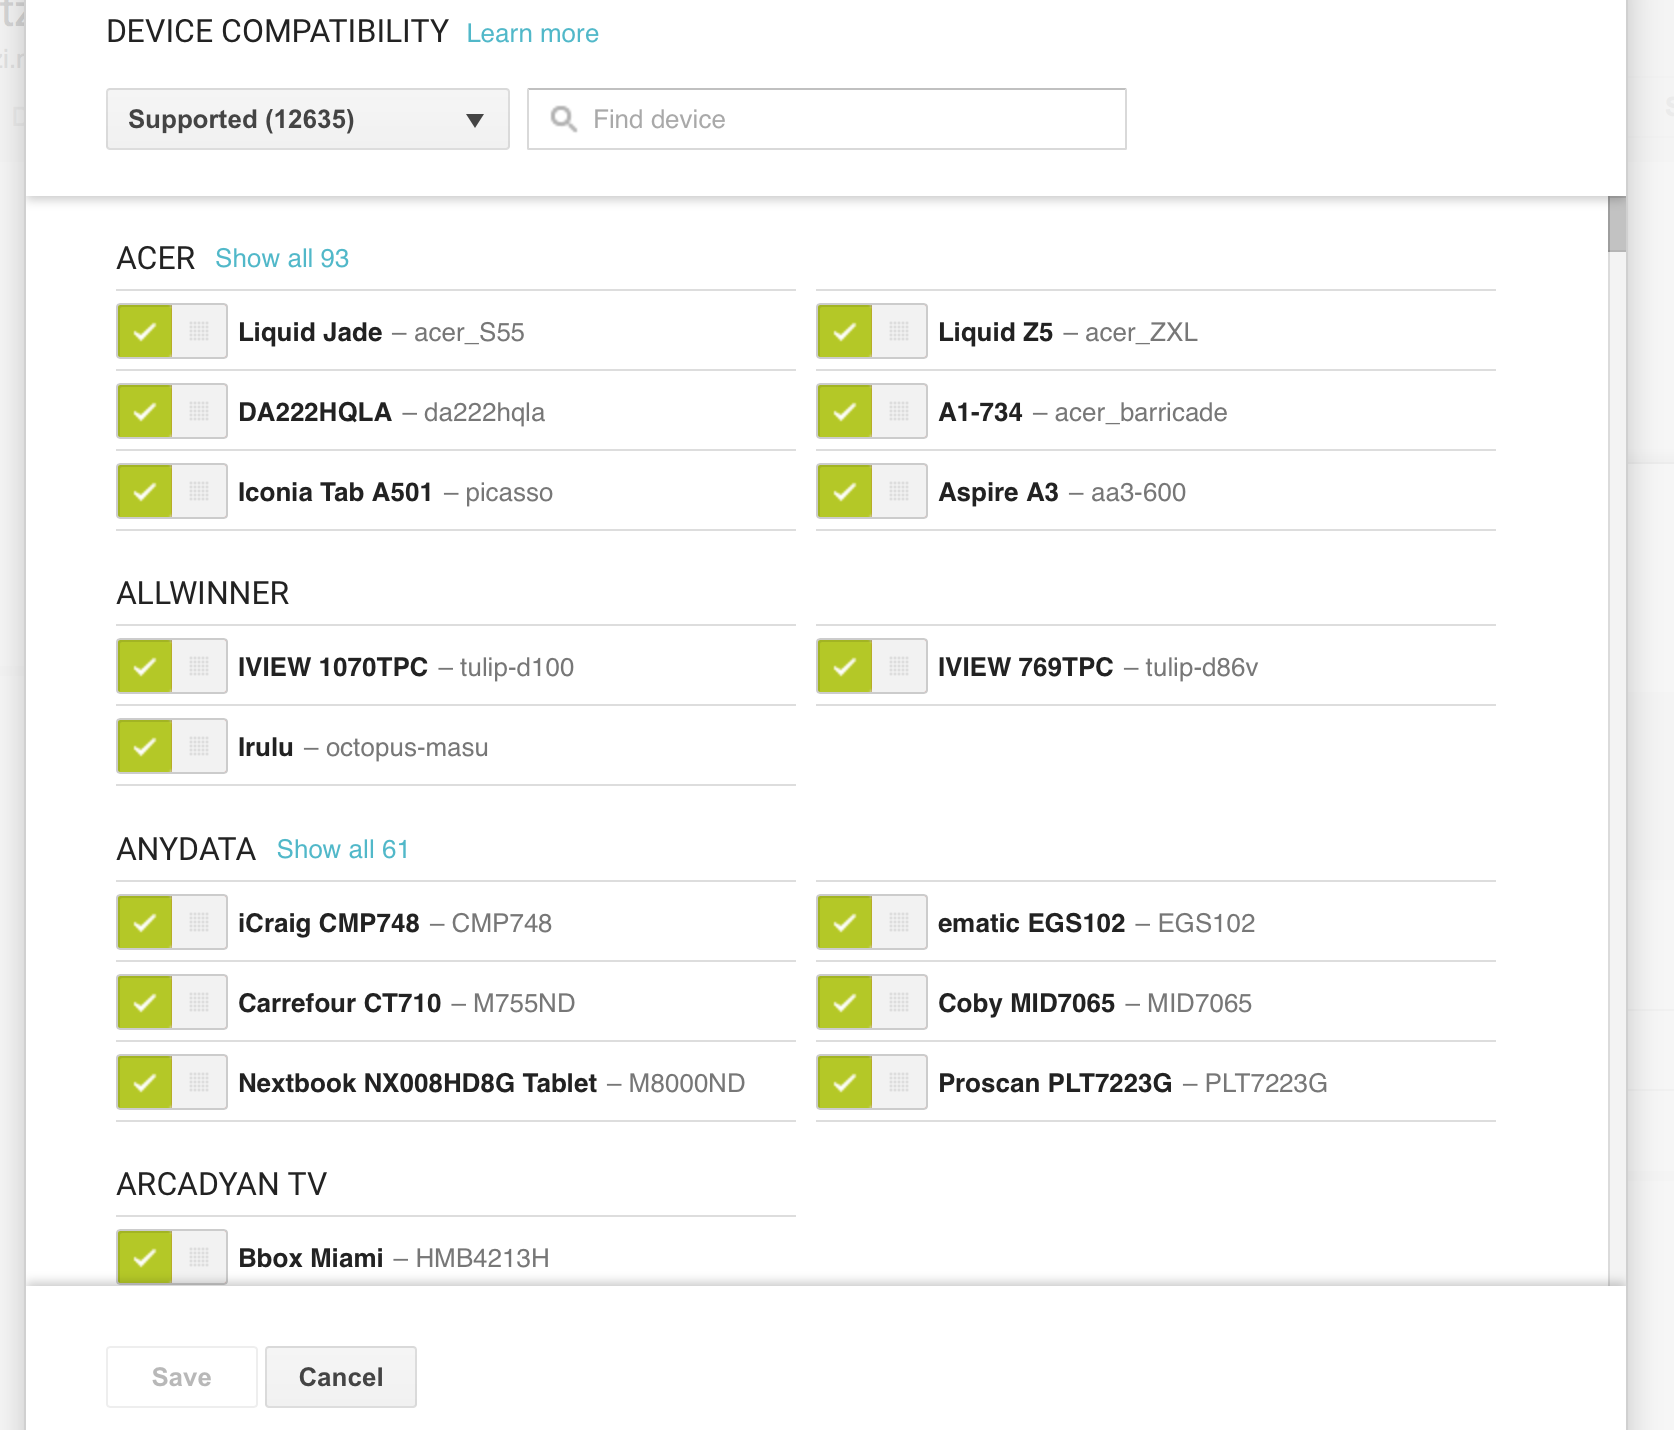 DEVICE COMPATIBILITY Learn more
Supported (12635) Find device
ACER Show all 93
Liquid Jade – acer_S55
Liquid Z5 – acer_ZXL
DA222HQLA – da222hqla
A1-734 – acer_barricade
Iconia Tab A501 – picasso
Aspire A3 – aa3-600
ALLWINNER
IVIEW 1070TPC – tulip-d100
IVIEW 769TPC – tulip-d86v
Irulu – octopus-masu
ANYDATA Show all 61
iCraig CMP748 – CMP748
ematic EGS102 – EGS102
Carrefour CT710 – M755ND
Coby MID7065 – MID7065
Nextbook NX008HD8G Tablet – M8000ND
Proscan PLT7223G – PLT7223G
ARCADYAN TV
Bbox Miami – HMB4213H
Save Cancel